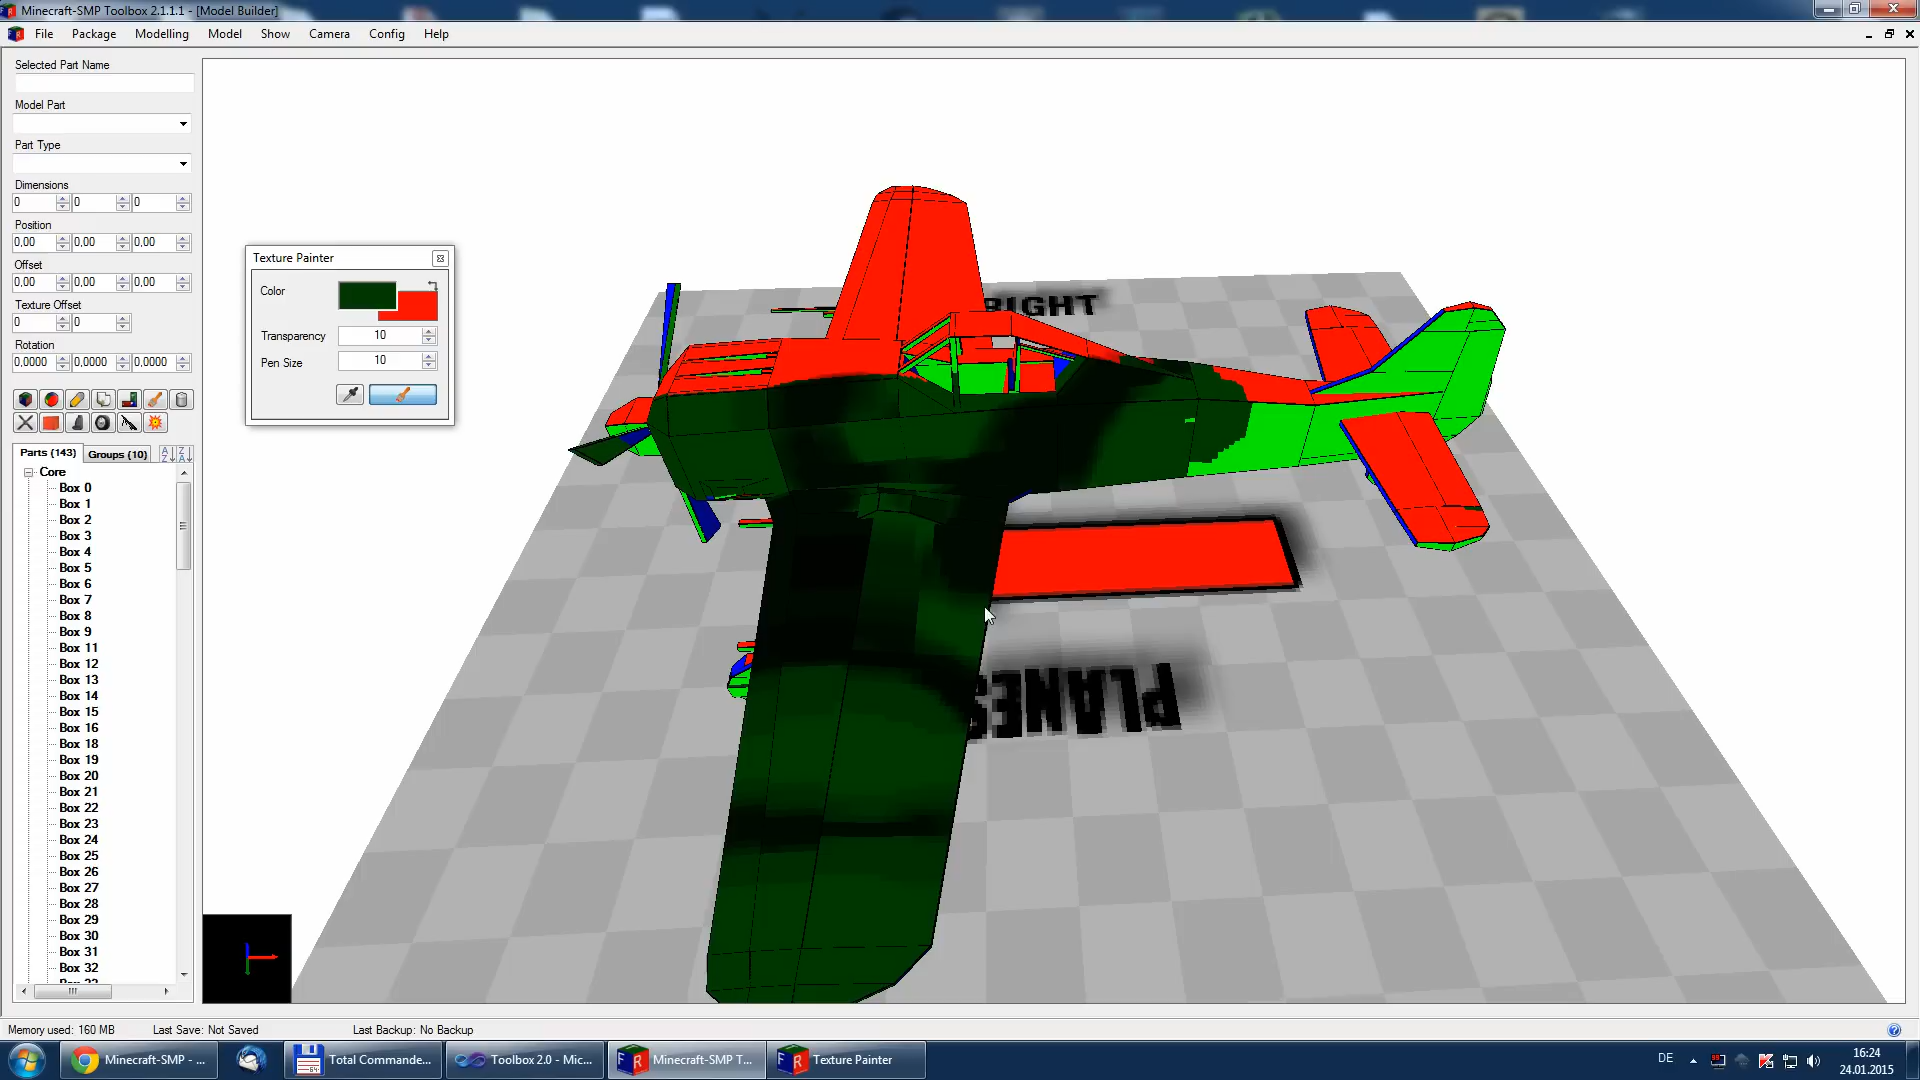 Minecraft-SMP Toolbox 2.1.1.1 - [Model Builder]
File Package Modelling Model Show Camera Config Help
Selected Part Name
Model Part
Part Type
Dimensions
0 0 0
Position
0,00 0,00 0,00
Offset
0,00 0,00 0,00
Texture Offset
0 0
Rotation
0,0000 0,0000 0,0000
Parts (143) Groups (10)
Core
Box 0
Box 1
Box 2
Box 3
Box 4
Box 5
Box 6
Box 7
Box 8
Box 9
Box 11
Box 12
Box 13
Box 14
Box 15
Box 16
Box 18
Box 19
Box 20
Box 21
Box 22
Box 23
Box 24
Box 25
Box 26
Box 27
Box 28
Box 29
Box 30
Box 31
Box 32
Texture Painter
Color
Transparency 10
Pen Size 10
RIGHT
PLANES
Memory used: 160 MB Last Save: Not Saved Last Backup: No Backup
Minecraft-SMP - ... Total Commande... Toolbox 2.0 - Mic... Minecraft-SMP T... Texture Painter
DE
16:24
24.01.2015